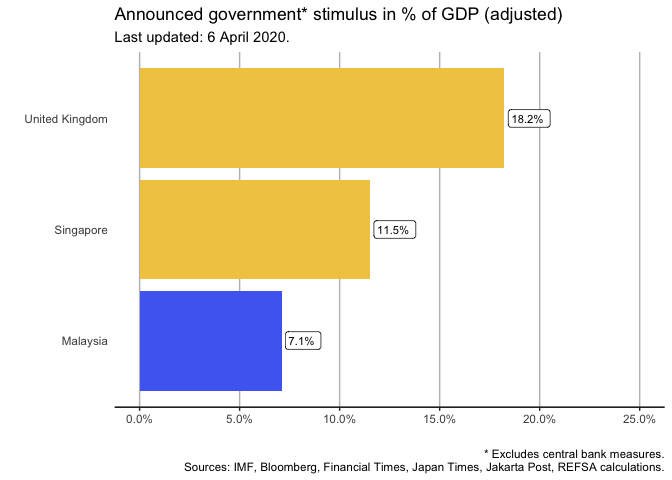 Announced government* stimulus in % of GDP (adjusted)
Last updated: 6 April 2020.
United Kingdom
18.2%
Singapore
11.5%
Malaysia
7.1%
0.0% 5.0% 10.0% 15.0% 20.0% 25.0%
* Excludes central bank measures.
Sources: IMF, Bloomberg, Financial Times, Japan Times, Jakarta Post, REFSA calculations.